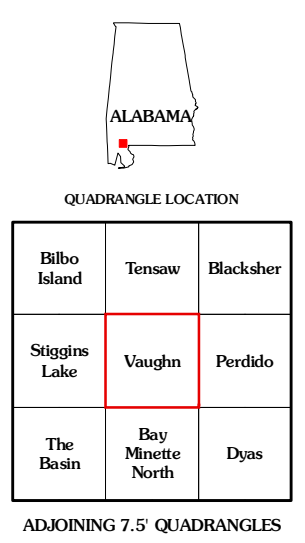 ALABAMA
QUADRANGLE LOCATION
Bilbo
Island
Tensaw
Blacksher
Stiggins
Lake
Vaughn
Perdido
The
Basin
Bay
Minette
North
Dyas
ADJOINING 7.5' QUADRANGLES